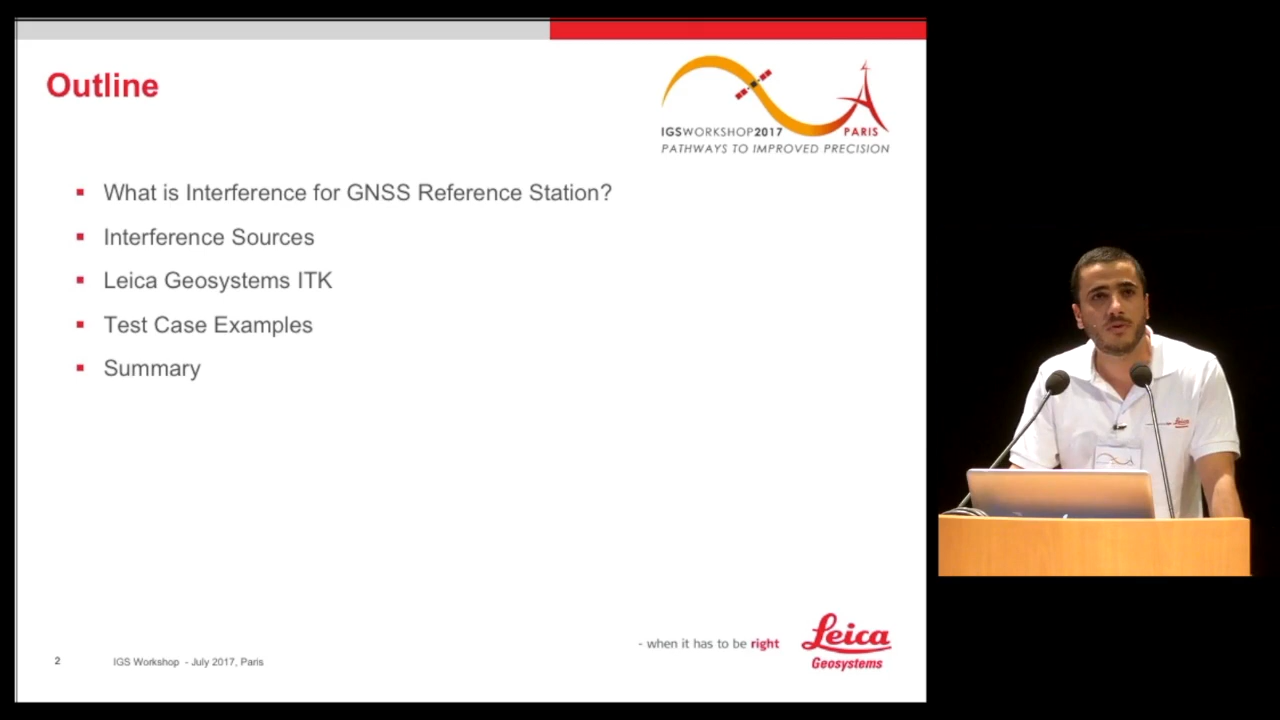 Outline
IGSWORKSHOP2017 PARIS
PATHWAYS TO IMPROVED PRECISION
What is Interference for GNSS Reference Station?
Interference Sources
Leica Geosystems ITK
Test Case Examples
Summary
- when it has to be right
Leica
Geosystems
2 IGS Workshop - July 2017, Paris
Leica